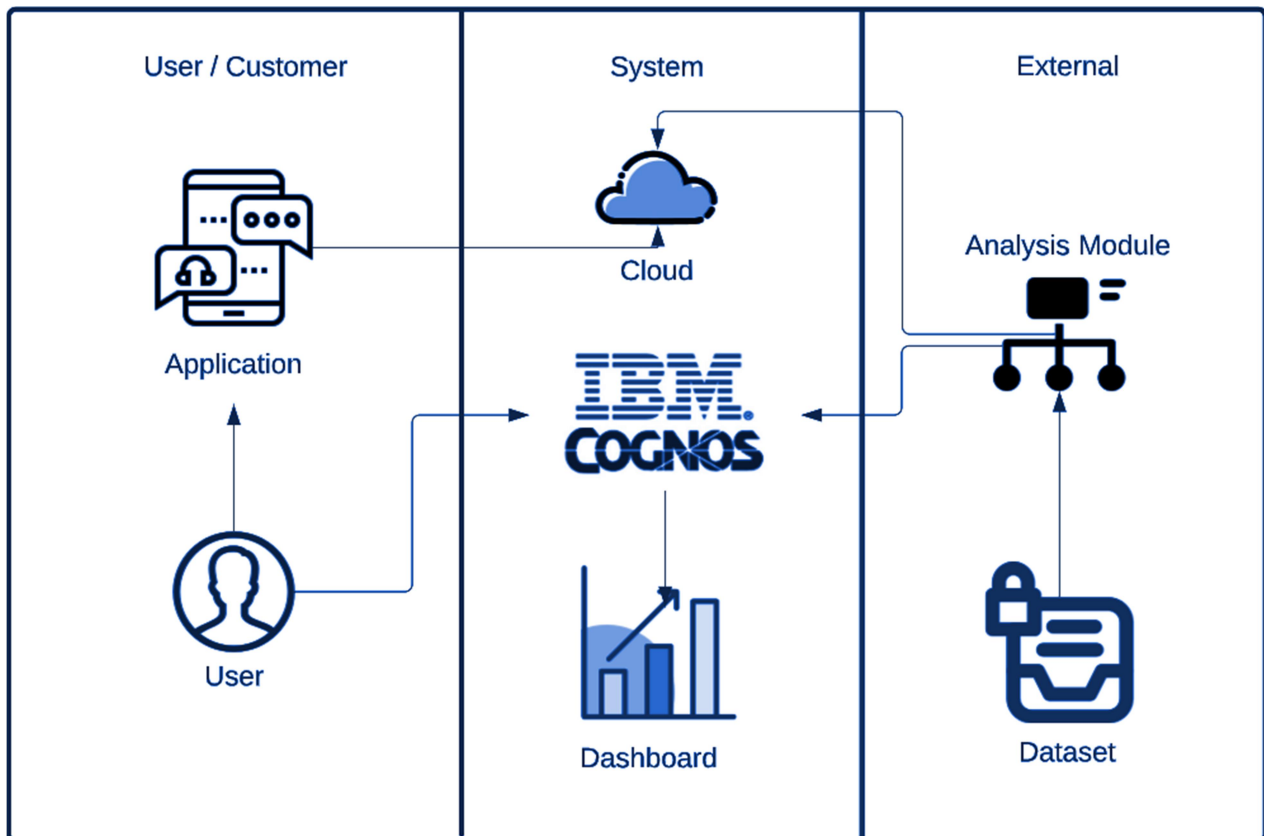 User / Customer
System
External
Cloud
Analysis Module
Application
IBM®
COGNOS
User
Dashboard
Dataset